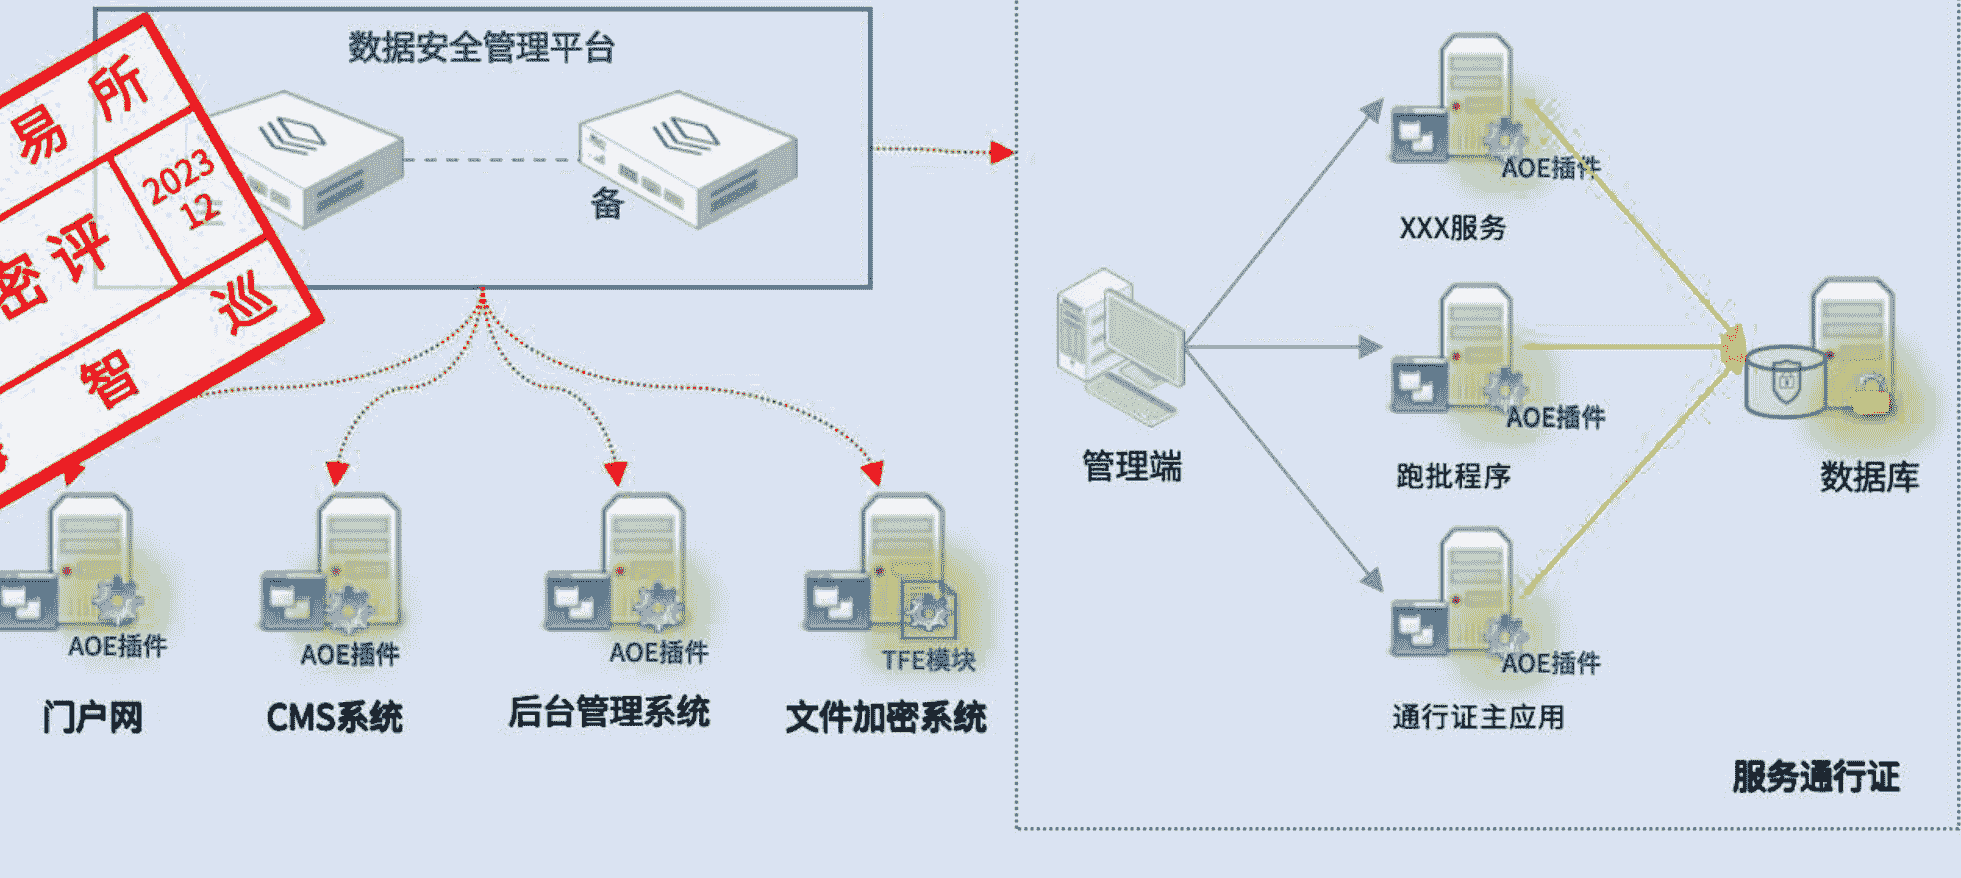 数据安全管理平台
备
易所
密评
2023
12
智巡
AOE插件
门户网
AOE插件
CMS系统
AOE插件
后台管理系统
TFE模块
文件加密系统
管理端
AOE插件
XXX服务
AOE插件
跑批程序
AOE插件
通行证主应用
数据库
服务通行证